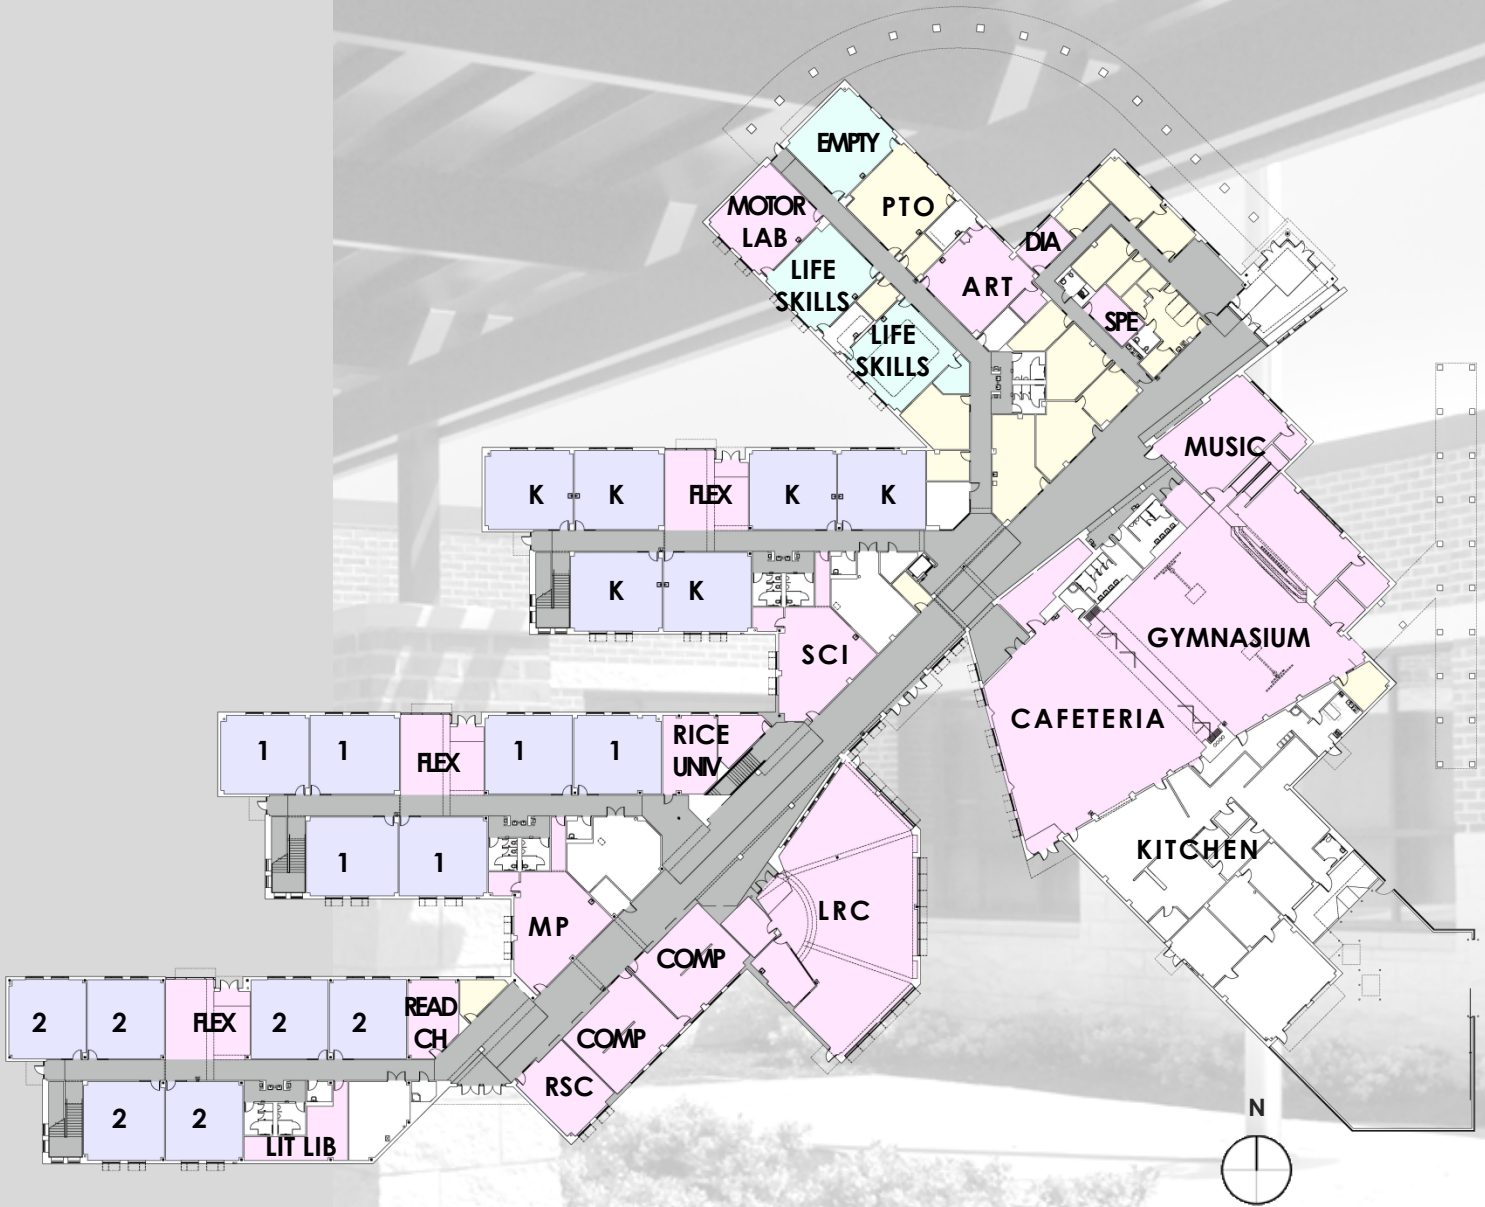 EMPTY
PTO
MOTOR
LAB
DIA
LIFE
SKILLS
ART
SPE
LIFE
SKILLS
MUSIC
K
K
FLEX
K
K
K
K
GYMNASIUM
SCI
CAFETERIA
1
1
FLEX
1
1
RICE
UNIV
1
1
KITCHEN
MP
LRC
COMP
2
2
FLEX
2
2
READ
CH
COMP
RSC
2
2
LIT LIB
N